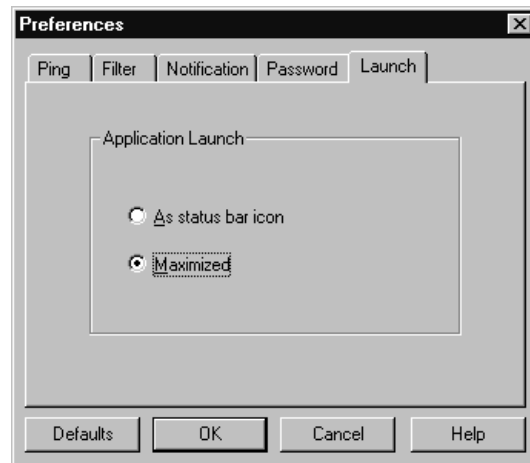 Preferences
Ping Filter Notification Password Launch
Application Launch
As status bar icon
Maximized
Defaults OK Cancel Help